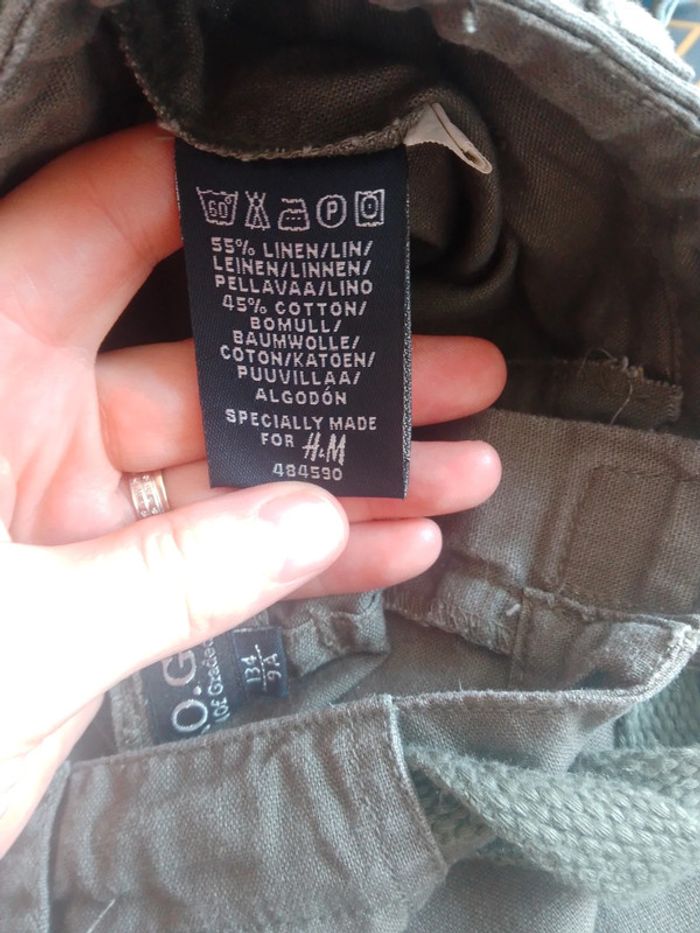 60°
P
55% LINEN/LIN/
LEINEN/LINNEN/
PELLAVAA/LINO
45% COTTON/
BOMULL/
BAUMWOLLE/
COTON/KATOEN/
PUUVILLAA/
ALGODÓN
SPECIALLY MADE
FOR H&M
484590
.O.G
134
9A